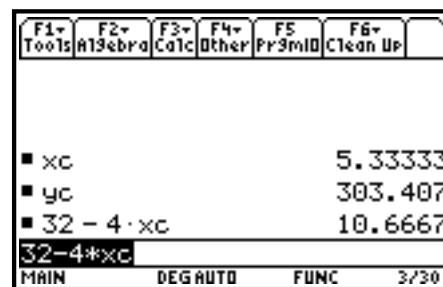 F1▾ F2▾ F3▾ F4▾ F5 F6▾
Tools Algebra Calc Other PrgmIO Clean Up
▪ xc 5.33333
▪ yc 303.407
▪ 32 - 4·xc 10.6667
32-4*xc
MAIN DEG AUTO FUNC 3/30